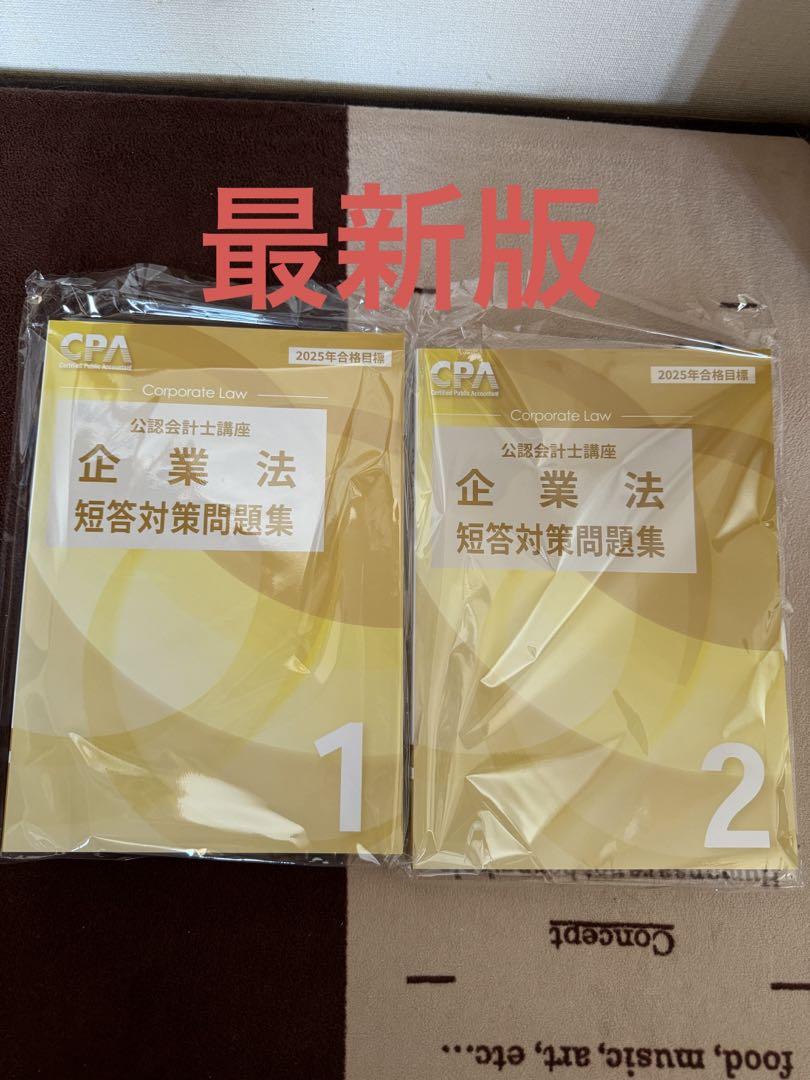 最新版
CPA
Certified Public Accountant
2025年合格目標
Corporate Law
公認会計士講座
企業法
短答対策問題集
1
CPA
Certified Public Accountant
2025年合格目標
Corporate Law
公認会計士講座
企業法
短答対策問題集
2
Concept
food, music, art, etc...